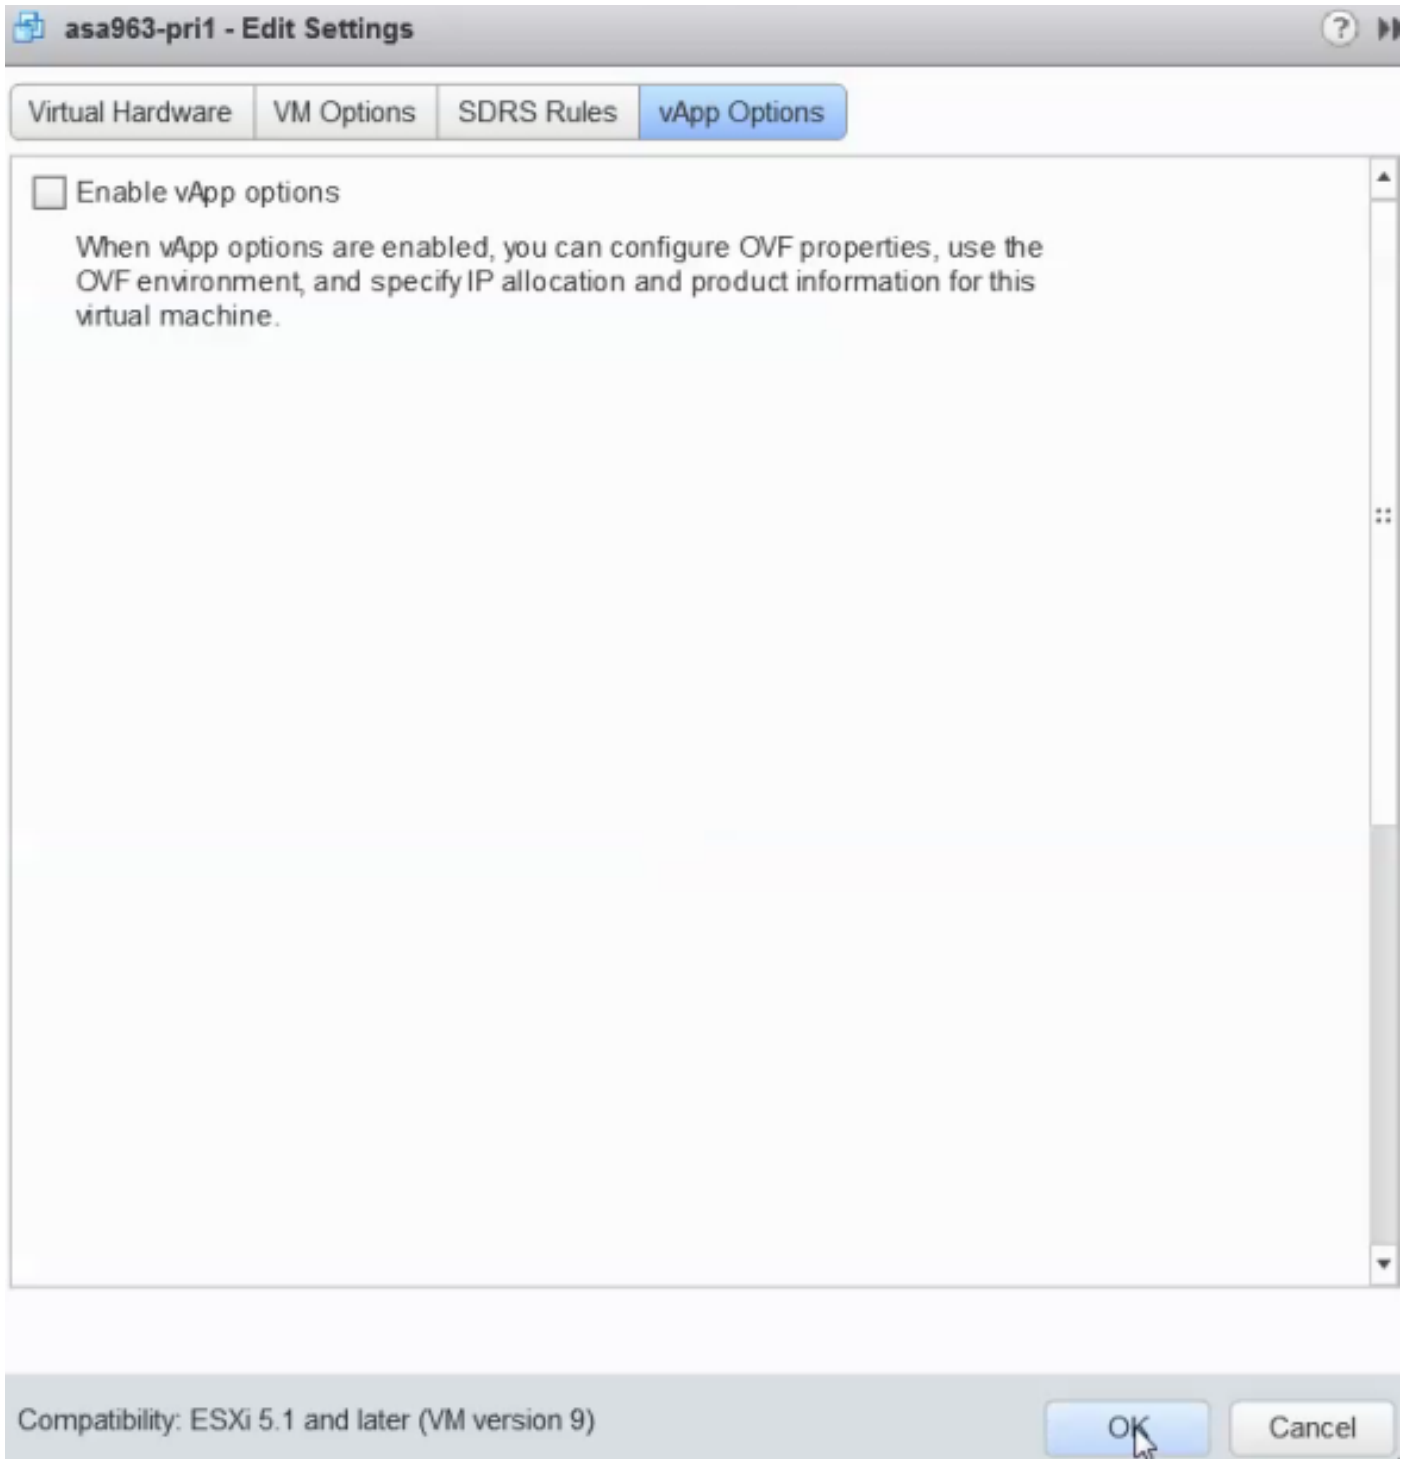 asa963-pri1 - Edit Settings ?
Virtual Hardware VM Options SDRS Rules vApp Options
Enable vApp options
When vApp options are enabled, you can configure OVF properties, use the
OVF environment, and specify IP allocation and product information for this
virtual machine.
Compatibility: ESXi 5.1 and later (VM version 9) OK Cancel